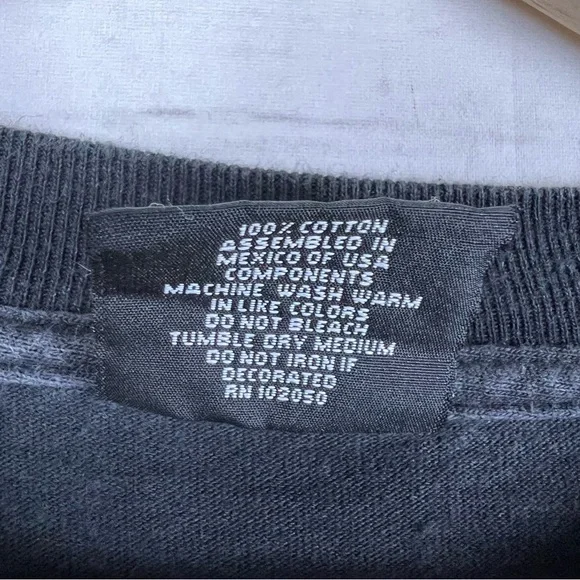 100% COTTON
ASSEMBLED IN
MEXICO OF USA
COMPONENTS
MACHINE WASH WARM
IN LIKE COLORS
DO NOT BLEACH
TUMBLE DRY MEDIUM
DO NOT IRON IF
DECORATED
RN 102050